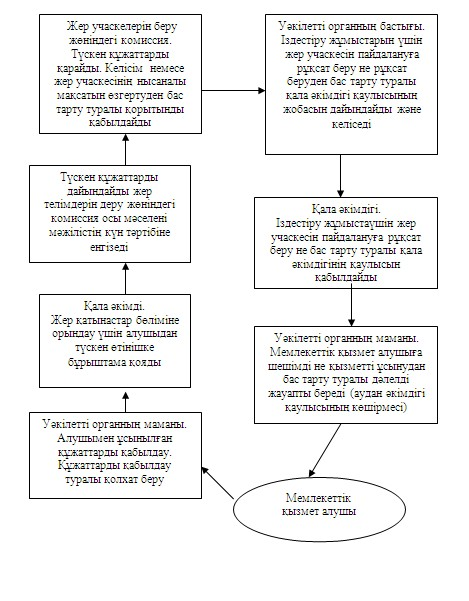 Жер учаскелерін беру
жөніндегі комиссия.
Түскен құжаттарды
қарайды. Келісім немесе
жер учаскесінің нысаналы
мақсатын өзгертуден бас
тарту туралы қорытынды
қабылдайды
Уәкілетті органның бастығы.
Іздестіру жұмыстарын үшін
жер учаскесін пайдалануға
рұқсат беру не рұқсат
беруден бас тарту туралы
қала әкімдігі қаулысының
жобасын дайындайды және
келіседі
Түскен құжаттарды
дайындайды жер
телімдерін деру жөніндегі
комиссия осы мәселені
мәжілістін күн тәртібіне
енгізеді
Қала әкімдігі.
Іздестіру жұмыстаүшін жер
учаскесін пайдалануға рұқсат
беру не бас тарту туралы қала
әкімдігінің қаулысын
қабылдайды
Қала әкімі.
Жер қатынастар бөліміне
орындау үшін алушыдан
түскен өтінішке
бұрыштама қояды
Уәкілетті органның маманы.
Мемлекеттік қызмет алушыға
шешімді не қызметті ұсынудан
бас тарту туралы дәлелді
жауапты береді (аудан әкімдігі
қаулысының көшірмесі)
Уәкілетті органның маманы.
Алушымен ұсынылған
құжаттарды қабылдау.
Құжаттарды қабылдау
туралы қолхат беру
Мемлекеттік
қызмет алушы